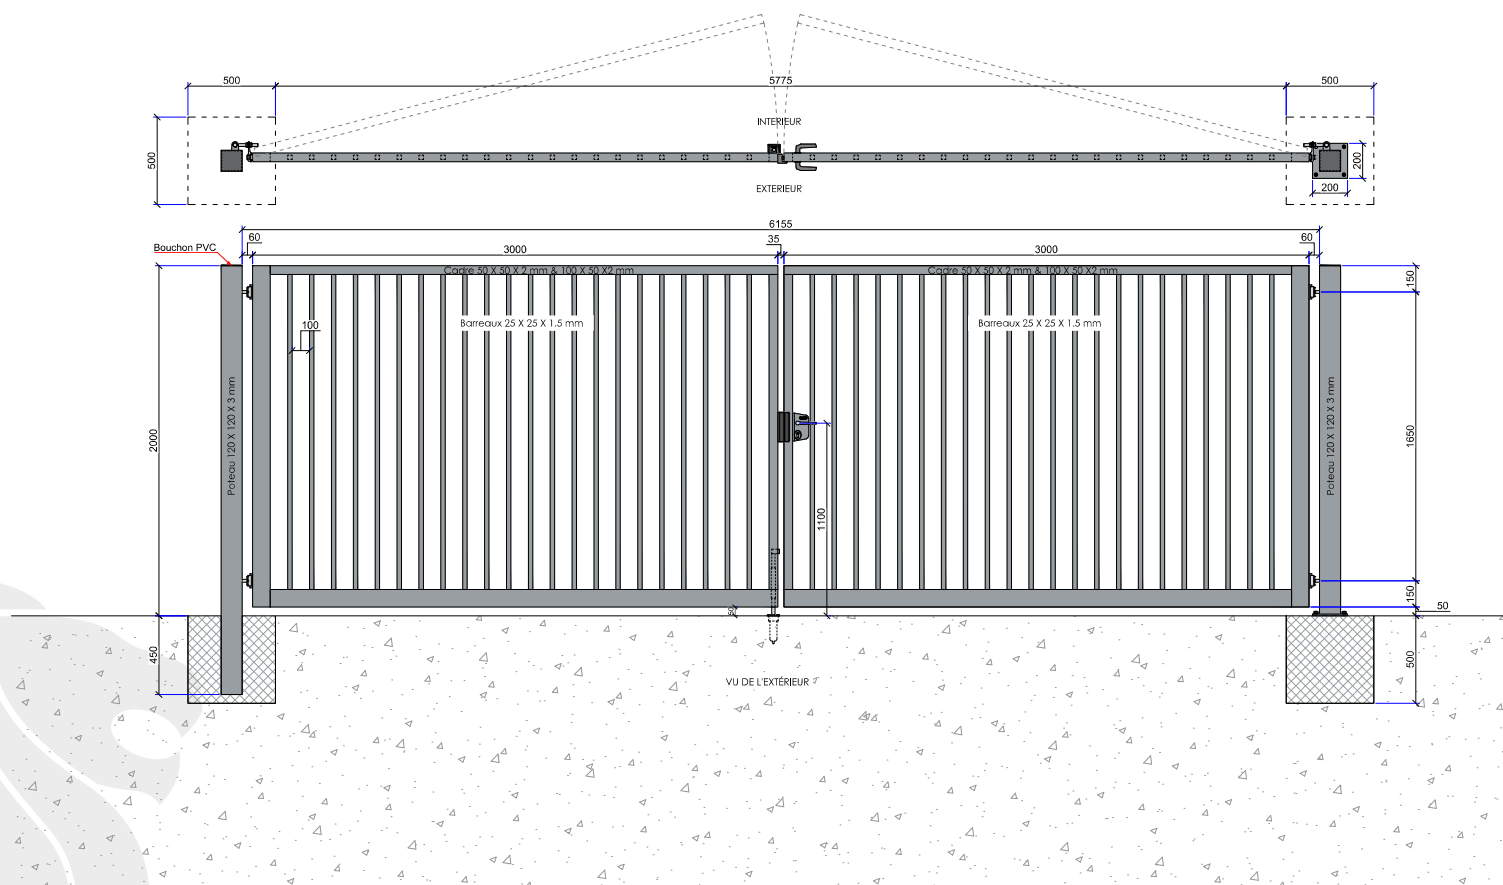 500
5775
500
INTERIEUR
500
200
EXTERIEUR
200
6155
60
35
60
Bouchon PVC
3000
3000
Cadre 50 X 50 X 2 mm & 100 X 50 X2 mm
Cadre 50 X 50 X 2 mm & 100 X 50 X2 mm
150
100
Barreaux 25 X 25 X 1.5 mm
Barreaux 25 X 25 X 1.5 mm
2000
Poteau 120 X 120 X 3 mm
Poteau 120 X 120 X 3 mm
1650
1100
150
50
50
450
500
VU DE L'EXTÉRIEUR